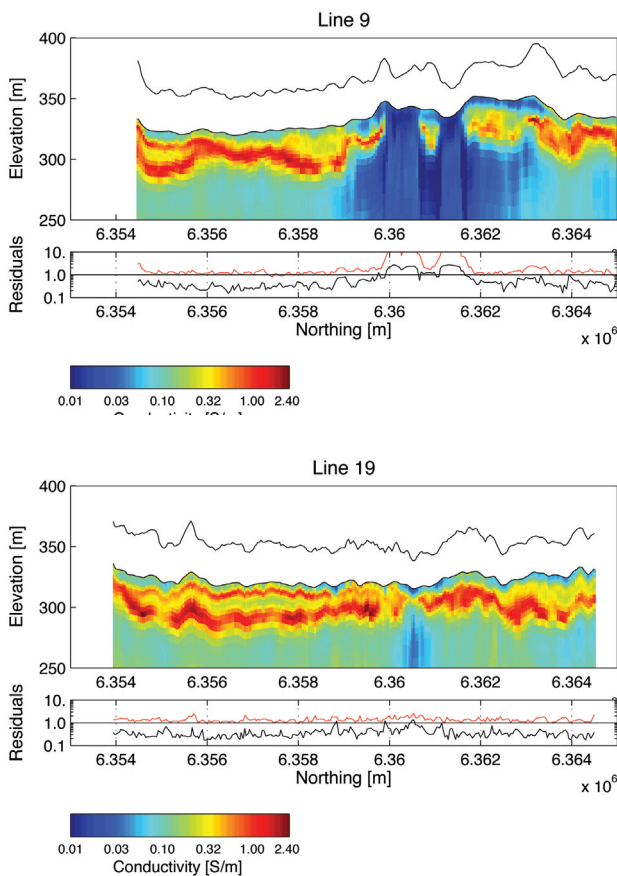 Line 9
400
350
300
250
Elevation [m]
6.354 6.355 6.358 6.36 6.362 6.364
10.
1.0
0.1
Residuals
6.354 6.356 6.358 6.36 6.362 6.364
Northing [m]
x 10⁶
0.01 0.03 0.10 0.32 1.00 2.40
Conductivity [S/m]
Line 19
400
350
300
250
Elevation [m]
6.354 6.356 6.358 6.36 6.362 6.364
10.
1.0
0.1
Residuals
6.354 6.356 6.358 6.36 6.362 6.364
Northing [m]
x 10⁶
0.01 0.03 0.10 0.32 1.00 2.40
Conductivity [S/m]